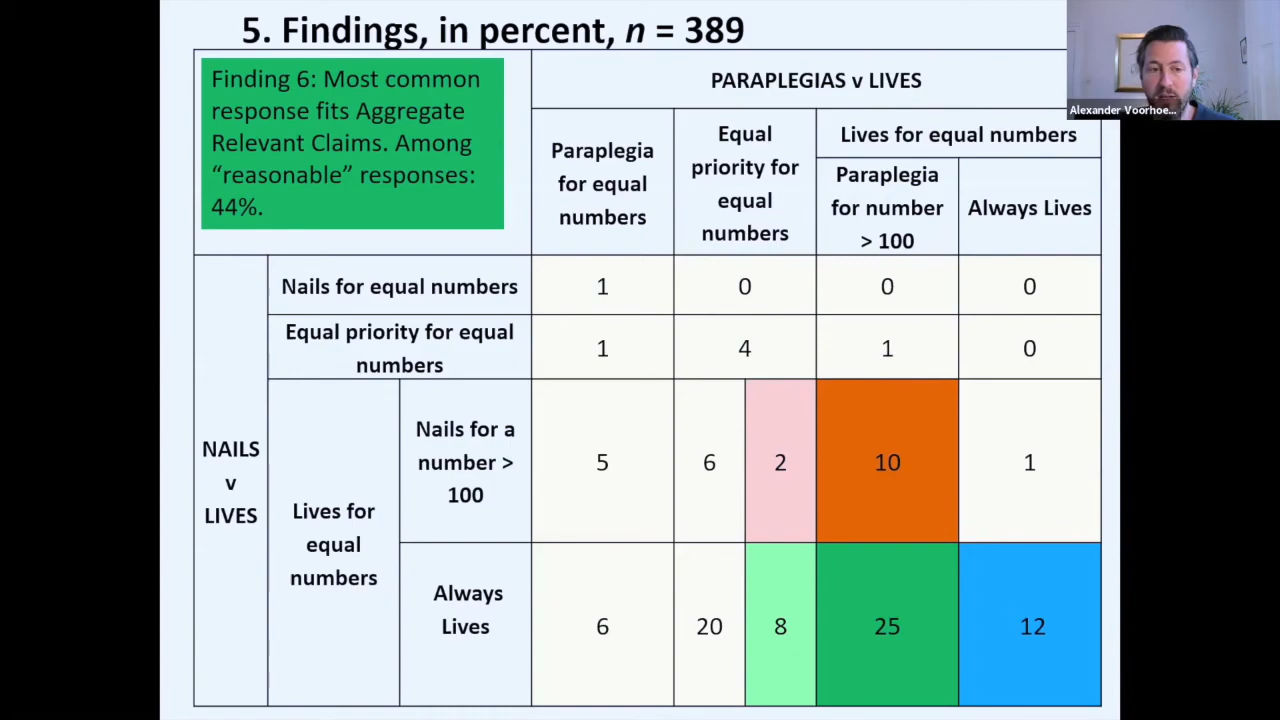 5. Findings, in percent, n = 389
Finding 6: Most common
response fits Aggregate
Relevant Claims. Among
“reasonable” responses:
44%.
PARAPLEGIAS v LIVES
Alexander Voorhoe...
Paraplegia
for equal
numbers
Equal
priority for
equal
numbers
Lives for equal numbers
Paraplegia
for number
> 100
Always Lives
Nails for equal numbers
1
0
0
0
Equal priority for equal
numbers
1
4
1
0
NAILS
v
LIVES
Lives for
equal
numbers
Nails for a
number >
100
5
6
2
10
1
Always
Lives
6
20
8
25
12